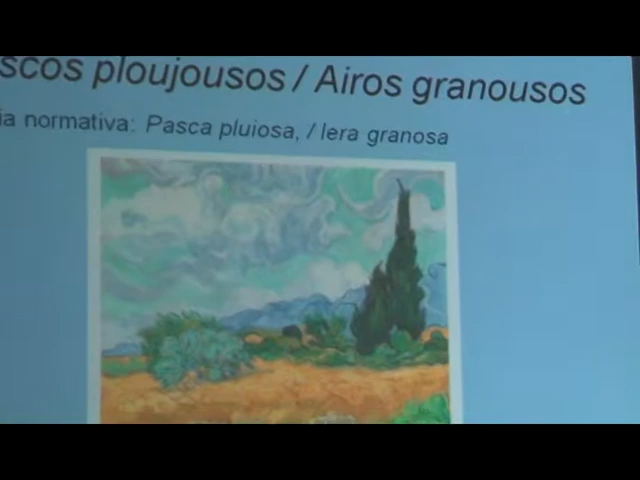 scos ploujousos / Airos granousos
ia normativa: Pasca pluiosa, / Iera granosa